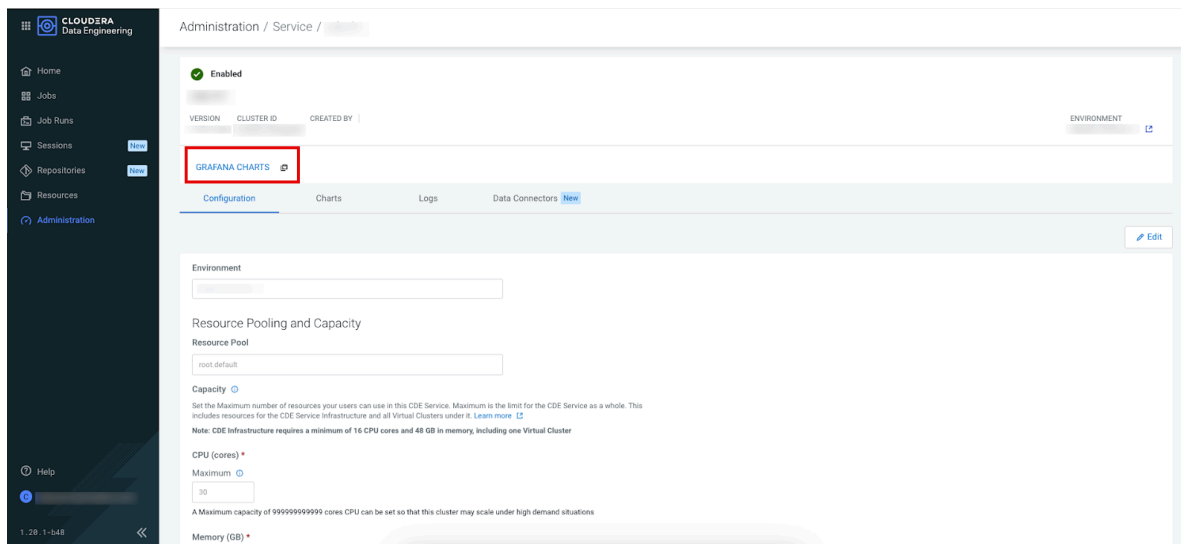 CLOUDERA
Data Engineering
Home
Jobs
Job Runs
Sessions New
Repositories New
Resources
Administration
Help
C
1.20.1-b48
Administration / Service /
Enabled
VERSION CLUSTER ID CREATED BY ENVIRONMENT
GRAFANA CHARTS
Configuration Charts Logs Data Connectors New
Edit
Environment
Resource Pooling and Capacity
Resource Pool
root.default
Capacity
Set the Maximum number of resources your users can use in this CDE Service. Maximum is the limit for the CDE Service as a whole. This
includes resources for the CDE Service Infrastructure and all Virtual Clusters under it. Learn more
Note: CDE Infrastructure requires a minimum of 16 CPU cores and 48 GB in memory, including one Virtual Cluster
CPU (cores) *
Maximum
30
A Maximum capacity of 999999999999 cores CPU can be set so that this cluster may scale under high demand situations
Memory (GB) *